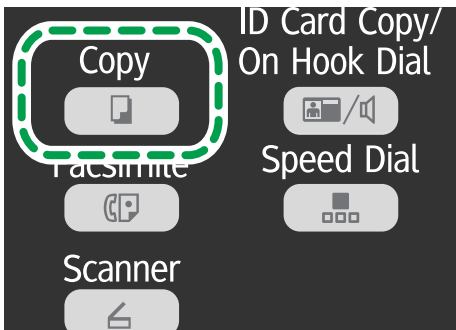 Copy
ID Card Copy/
On Hook Dial
Facsimile
Speed Dial
Scanner